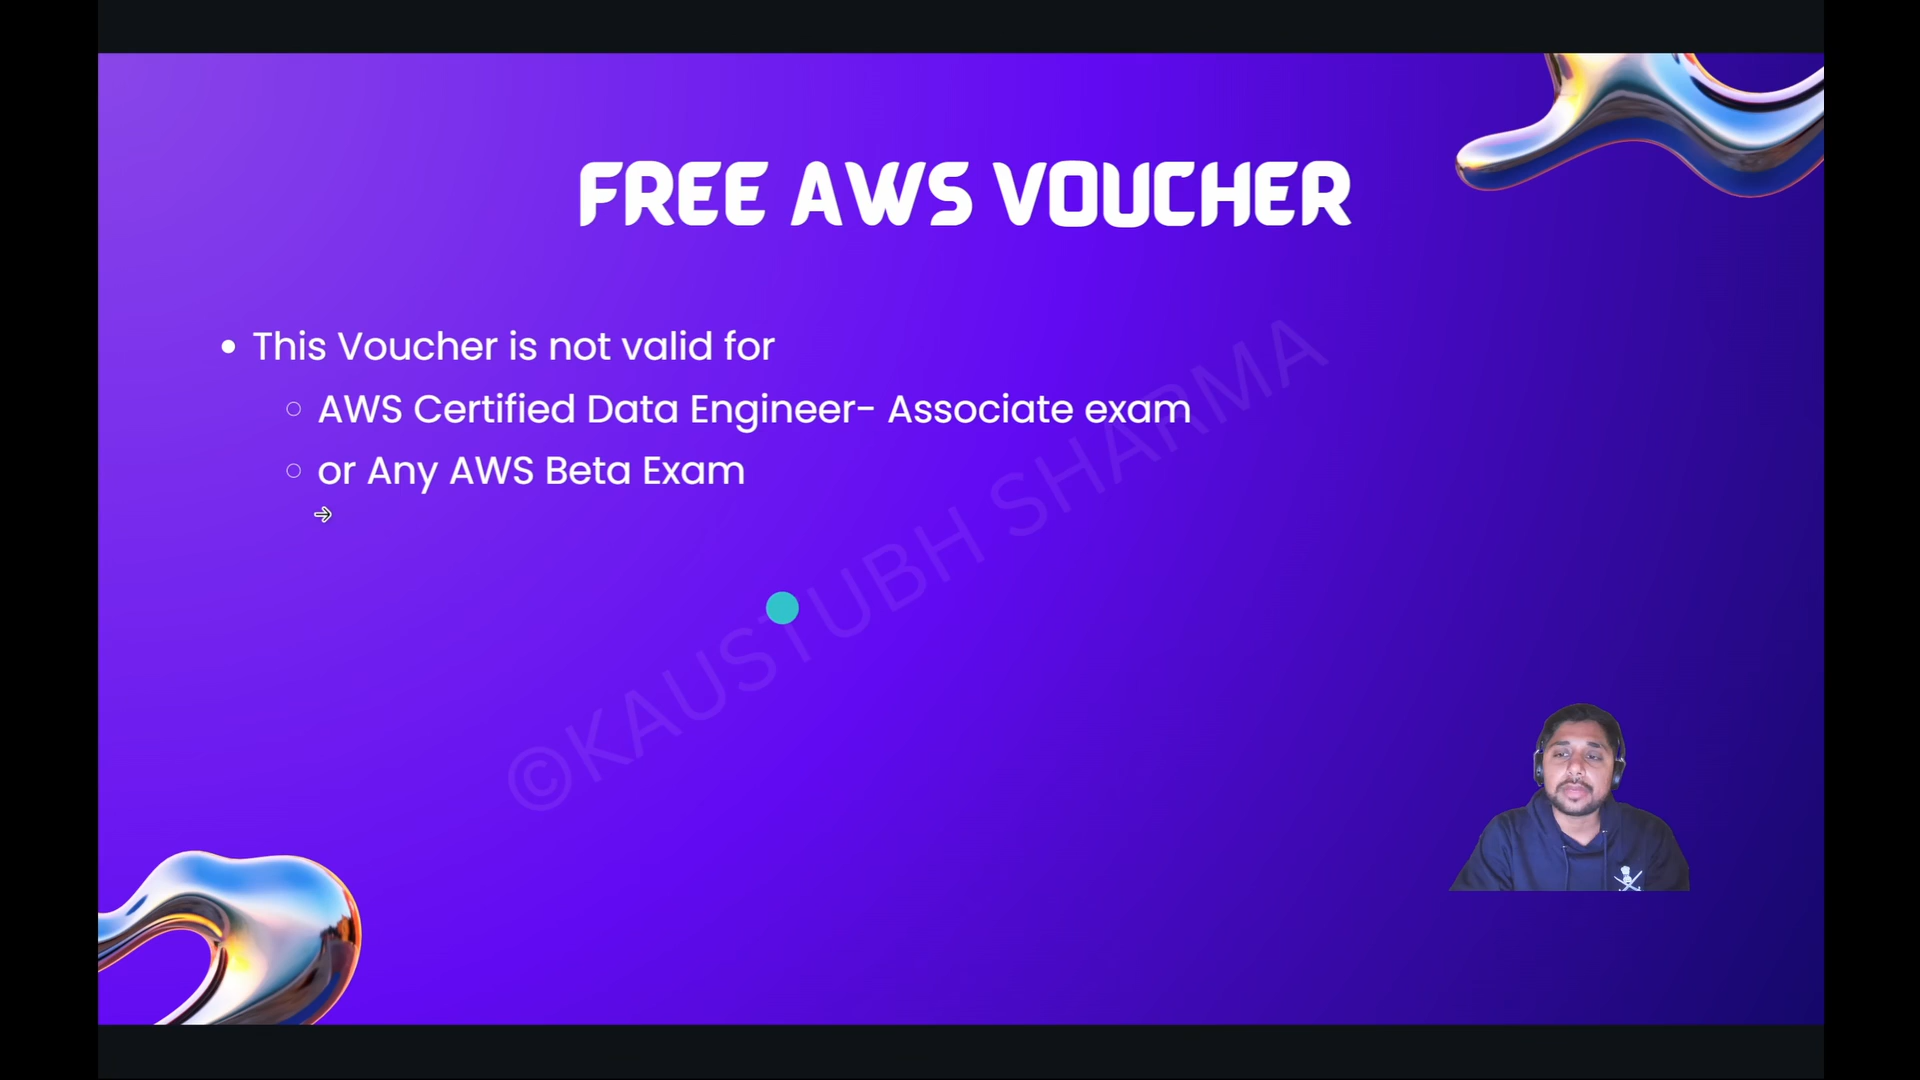 FREE AWS VOUCHER
• This Voucher is not valid for
○ AWS Certified Data Engineer- Associate exam
○ or Any AWS Beta Exam
©KAUSTUBH SHARMA